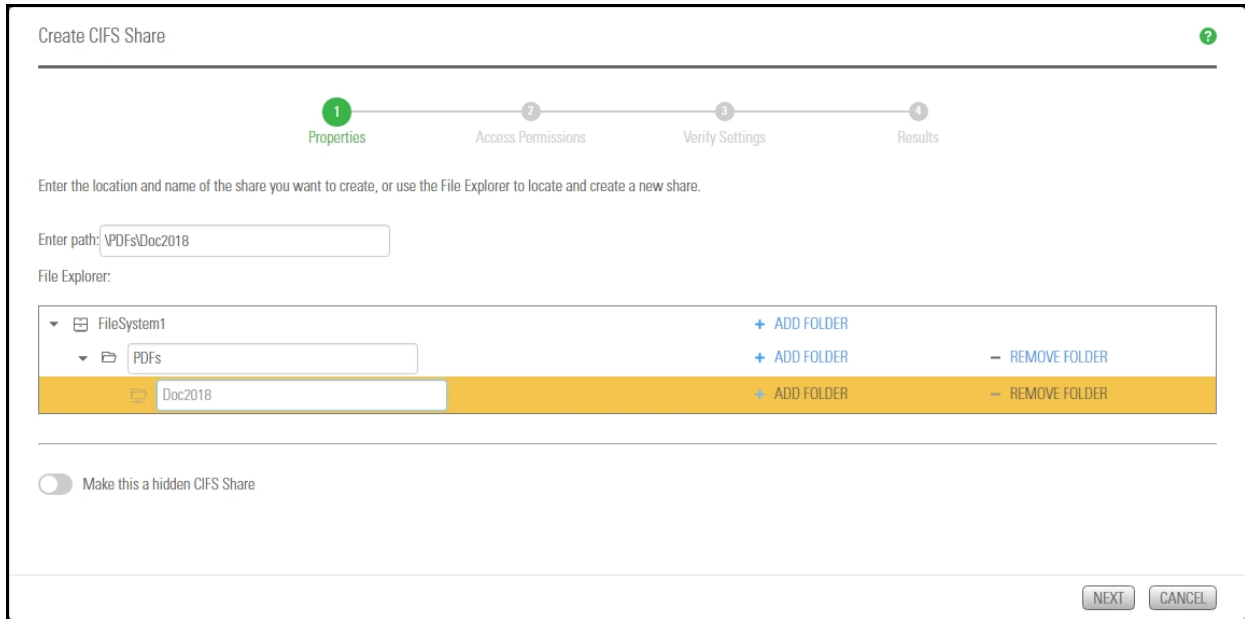 Create CIFS Share
?
1 2 3 4
Properties Access Permissions Verify Settings Results
Enter the location and name of the share you want to create, or use the File Explorer to locate and create a new share.
Enter path: \PDFs\Doc2018
File Explorer:
FileSystem1 + ADD FOLDER
PDFs + ADD FOLDER − REMOVE FOLDER
Doc2018 + ADD FOLDER − REMOVE FOLDER
Make this a hidden CIFS Share
NEXT CANCEL